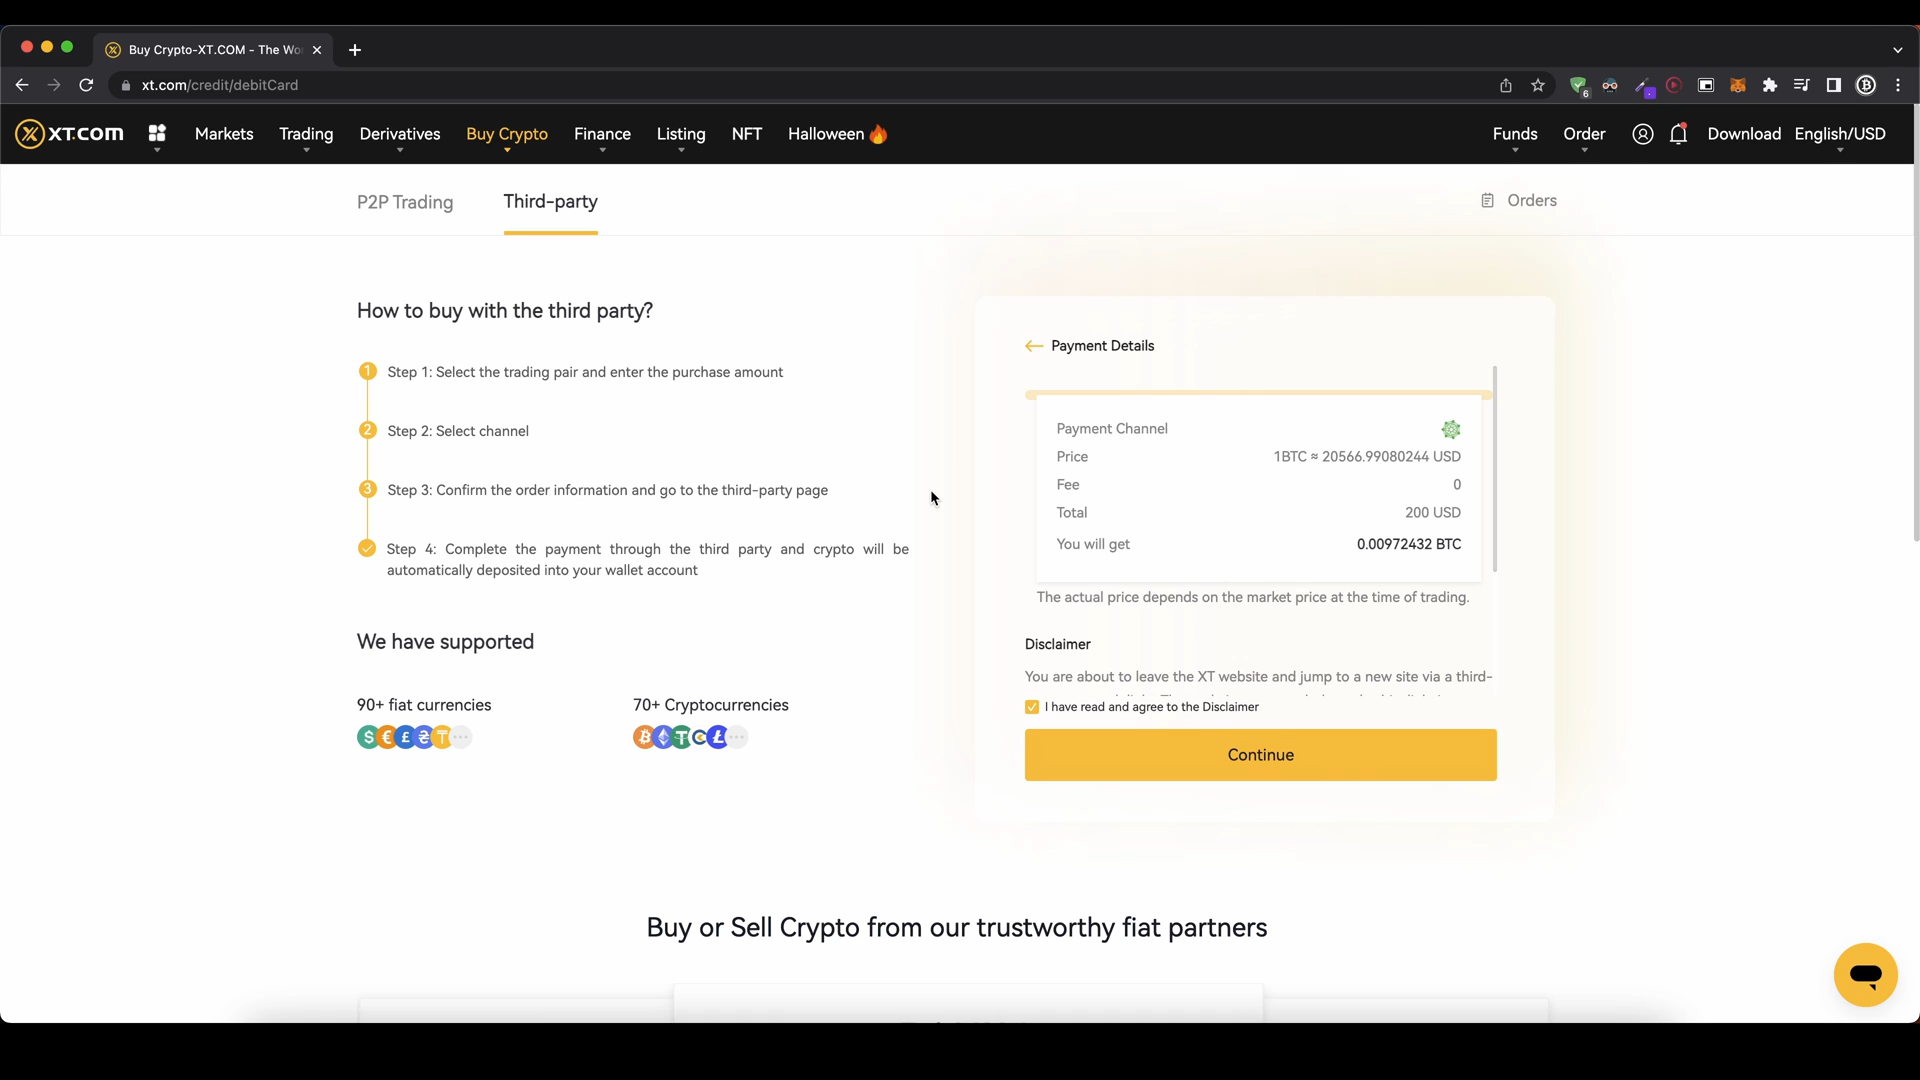 Buy Crypto-XT.COM - The Wo
xt.com/credit/debitCard
6
XT.COM
Markets
Trading
Derivatives
Buy Crypto
Finance
Listing
NFT
Halloween
Funds
Order
Download
English/USD
P2P Trading
Third-party
Orders
How to buy with the third party?
1 Step 1: Select the trading pair and enter the purchase amount
2 Step 2: Select channel
3 Step 3: Confirm the order information and go to the third-party page
Step 4: Complete the payment through the third party and crypto will be
automatically deposited into your wallet account
We have supported
90+ fiat currencies
70+ Cryptocurrencies
Payment Details
Payment Channel
Price 1BTC ≈ 20566.99080244 USD
Fee 0
Total 200 USD
You will get 0.00972432 BTC
The actual price depends on the market price at the time of trading.
Disclaimer
You are about to leave the XT website and jump to a new site via a third-
I have read and agree to the Disclaimer
Continue
Buy or Sell Crypto from our trustworthy fiat partners